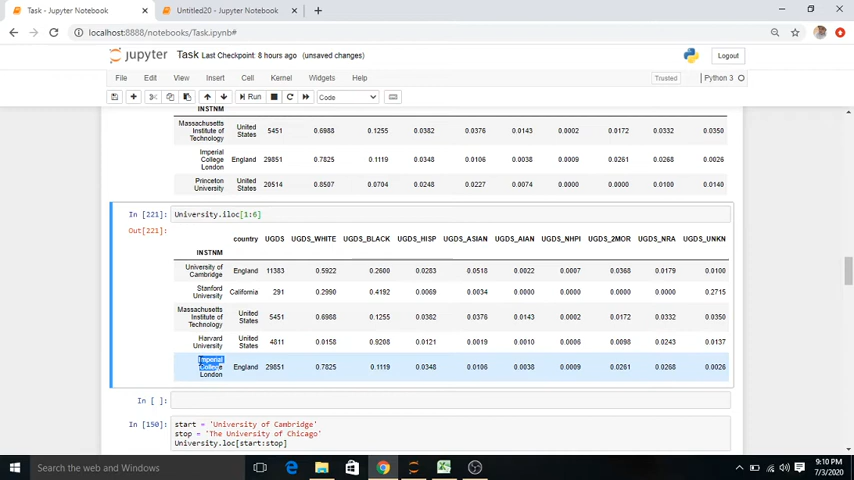 Task - Jupyter Notebook
Untitled20 - Jupyter Notebook
localhost:8888/notebooks/Task.ipynb#
jupyter Task Last Checkpoint: 8 hours ago (unsaved changes)
Logout
File Edit View Insert Cell Kernel Widgets Help
Trusted Python 3
Run Code
INSTNM
Massachusetts Institute of Technology United States 5451 0.6988 0.1255 0.0382 0.0376 0.0143 0.0002 0.0172 0.0332 0.0350
Imperial College London England 29851 0.7825 0.1119 0.0348 0.0106 0.0038 0.0009 0.0261 0.0268 0.0026
Princeton University United States 20514 0.8507 0.0704 0.0248 0.0227 0.0074 0.0000 0.0000 0.0100 0.0140
In [221]: University.iloc[1:6]
Out[221]:
country UGDS UGDS_WHITE UGDS_BLACK UGDS_HISP UGDS_ASIAN UGDS_AIAN UGDS_NHPI UGDS_2MOR UGDS_NRA UGDS_UNKN
INSTNM
University of Cambridge England 11383 0.5922 0.2600 0.0283 0.0518 0.0022 0.0007 0.0368 0.0179 0.0100
Stanford University California 291 0.2990 0.4192 0.0069 0.0034 0.0000 0.0000 0.0000 0.0000 0.2715
Massachusetts Institute of Technology United States 5451 0.6988 0.1255 0.0382 0.0376 0.0143 0.0002 0.0172 0.0332 0.0350
Harvard University United States 4811 0.0158 0.9208 0.0121 0.0019 0.0010 0.0006 0.0098 0.0243 0.0137
Imperial College London England 29851 0.7825 0.1119 0.0348 0.0106 0.0038 0.0009 0.0261 0.0268 0.0026
In [ ]:
In [150]: start = 'University of Cambridge'
stop = 'The University of Chicago'
University.loc[start:stop]
Search the web and Windows
9:10 PM
7/3/2020